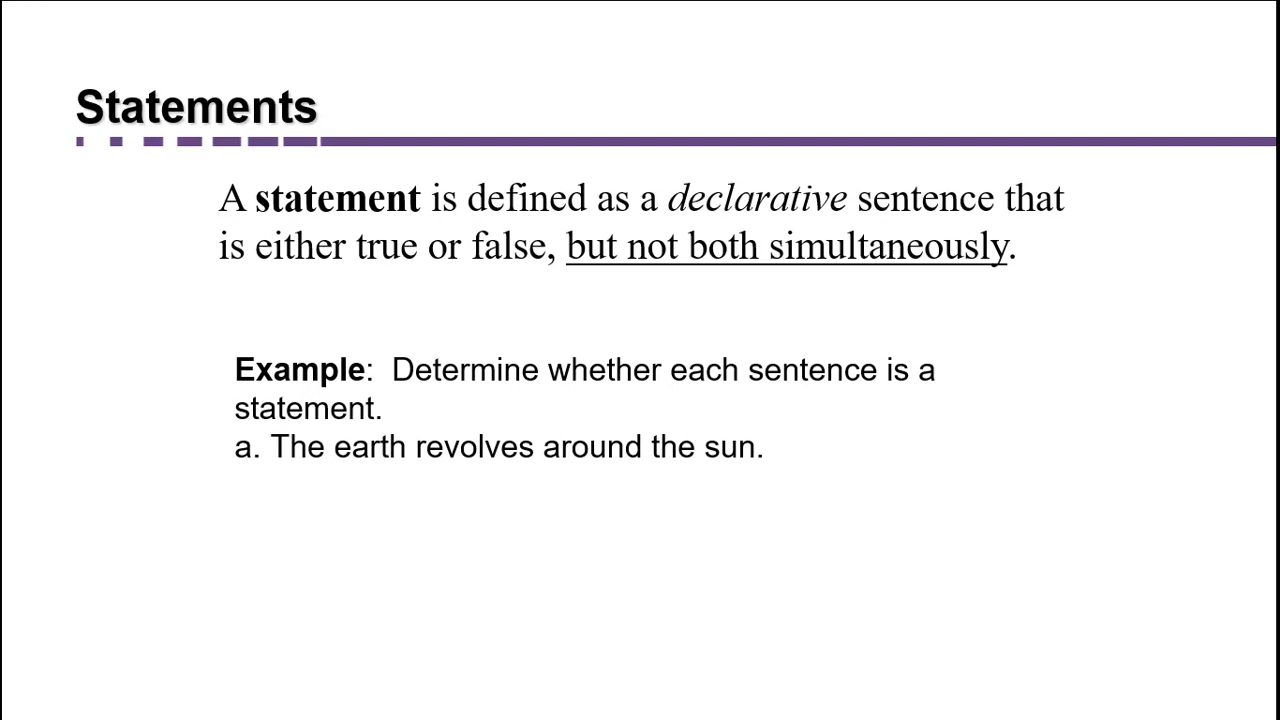 Statements
A statement is defined as a declarative sentence that
is either true or false, but not both simultaneously.
Example:  Determine whether each sentence is a
statement.
a. The earth revolves around the sun.